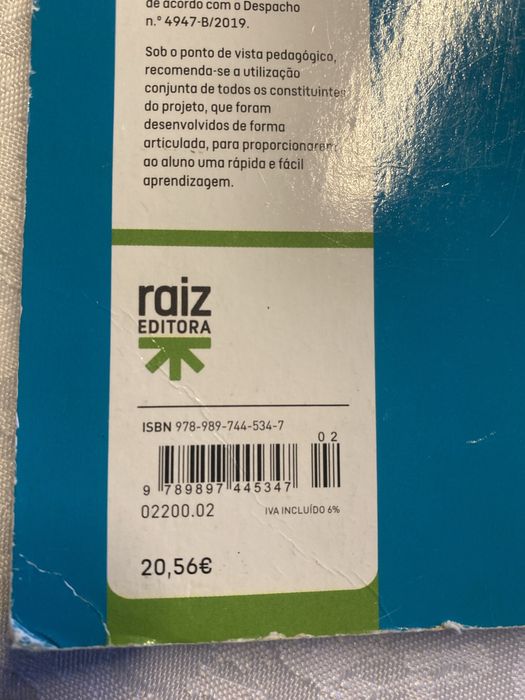 de acordo com o Despacho
n.º 4947-B/2019.
Sob o ponto de vista pedagógico,
recomenda-se a utilização
conjunta de todos os constituintes
do projeto, que foram
desenvolvidos de forma
articulada, para proporcionarem
ao aluno uma rápida e fácil
aprendizagem.
raiz
EDITORA
ISBN 978-989-744-534-7
02
9 789897 445347
02200.02 IVA INCLUÍDO 6%
20,56€